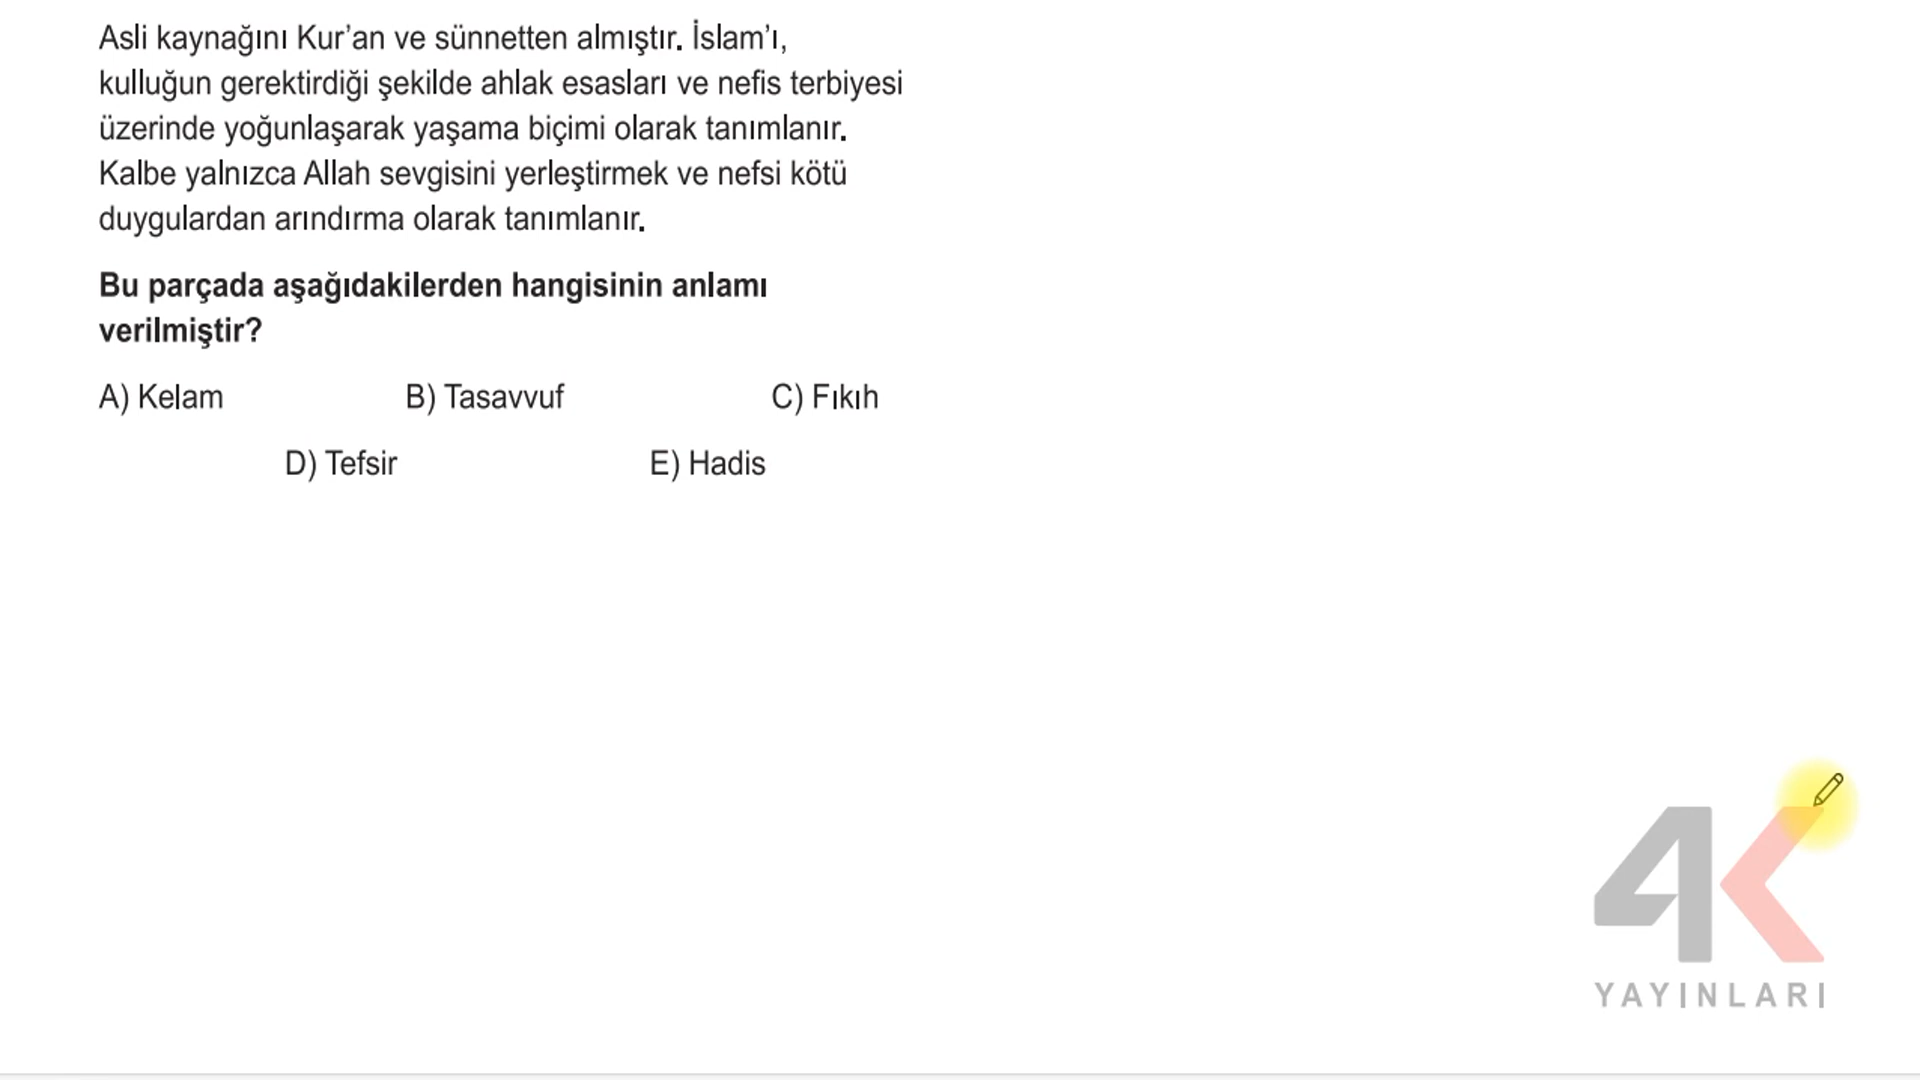 Asli kaynağını Kur’an ve sünnetten almıştır. İslam’ı,
kulluğun gerektirdiği şekilde ahlak esasları ve nefis terbiyesi
üzerinde yoğunlaşarak yaşama biçimi olarak tanımlanır.
Kalbe yalnızca Allah sevgisini yerleştirmek ve nefsi kötü
duygulardan arındırma olarak tanımlanır.
Bu parçada aşağıdakilerden hangisinin anlamı
verilmiştir?
A) Kelam B) Tasavvuf C) Fıkıh
D) Tefsir E) Hadis
4K
YAYINLARI